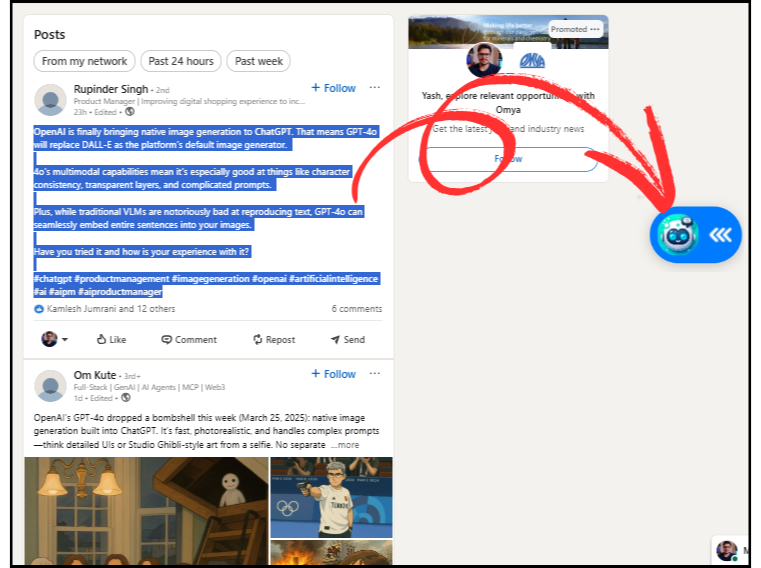 Posts
From my network
Past 24 hours
Past week
Rupinder Singh • 2nd
+ Follow
Product Manager | Improving digital shopping experience to inc...
23h • Edited •
OpenAI is finally bringing native image generation to ChatGPT. That means GPT-4o
will replace DALL-E as the platform's default image generator.
4o's multimodal capabilities mean it's especially good at things like character
consistency, transparent layers, and complicated prompts.
Plus, while traditional VLMs are notoriously bad at reproducing text, GPT-4o can
seamlessly embed entire sentences into your images.
Have you tried it and how is your experience with it?
#chatgpt #productmanagement #imagegeneration #openai #artificialintelligence
#ai #aipm #aiproductmanager
Kamlesh Jumrani and 12 others
6 comments
Like
Comment
Repost
Send
Om Kute • 3rd+
+ Follow
Full-Stack | GenAI | AI Agents | MCP | Web3
1d • Edited •
OpenAI's GPT-4o dropped a bombshell this week (March 25, 2025): native image
generation built into ChatGPT. It's fast, photorealistic, and handles complex prompts
—think detailed UIs or Studio Ghibli-style art from a selfie. No separate ...more
Making life better
Promoted •••
OMYA
Yash, explore relevant opportunities with
Omya
Get the latest jobs and industry news
Follow
M